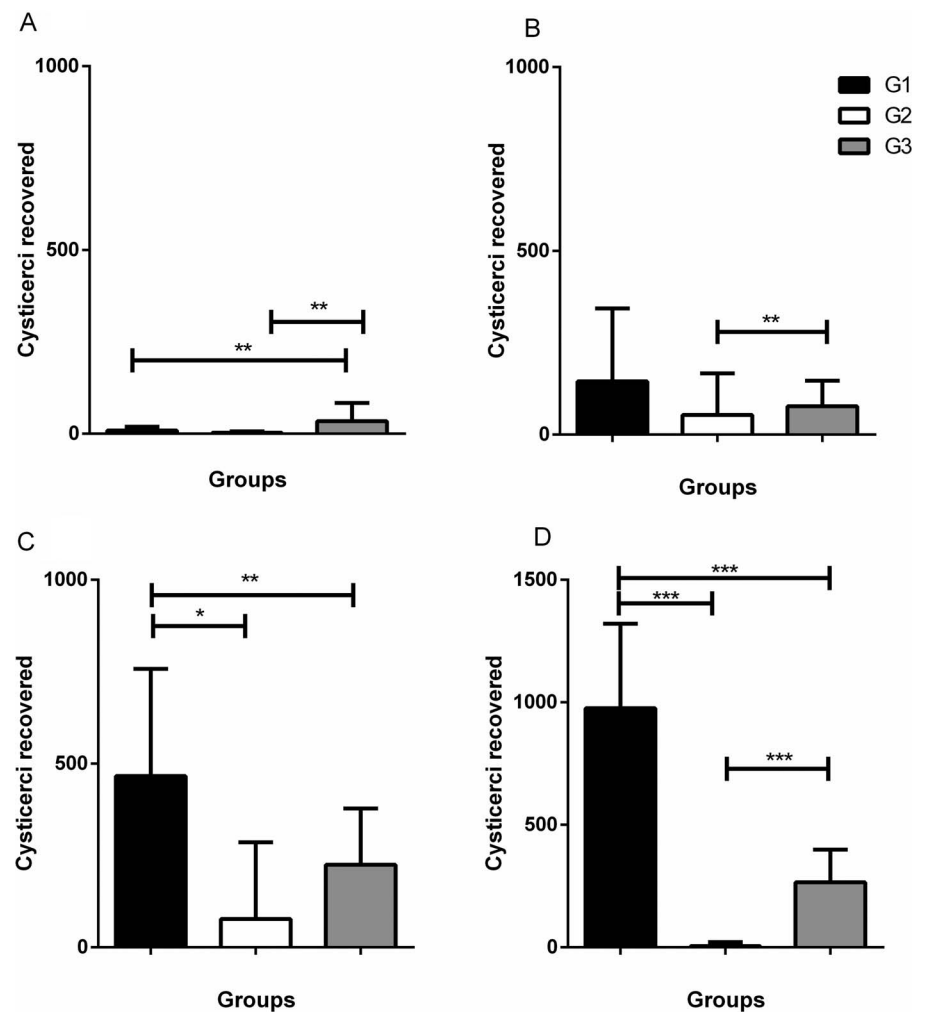 A
Cysticerci recovered
1000
500
0
**
**
Groups
B
Cysticerci recovered
1000
500
0
**
Groups
G1
G2
G3
C
Cysticerci recovered
1000
500
0
**
*
Groups
D
Cysticerci recovered
1500
1000
500
0
***
***
***
Groups